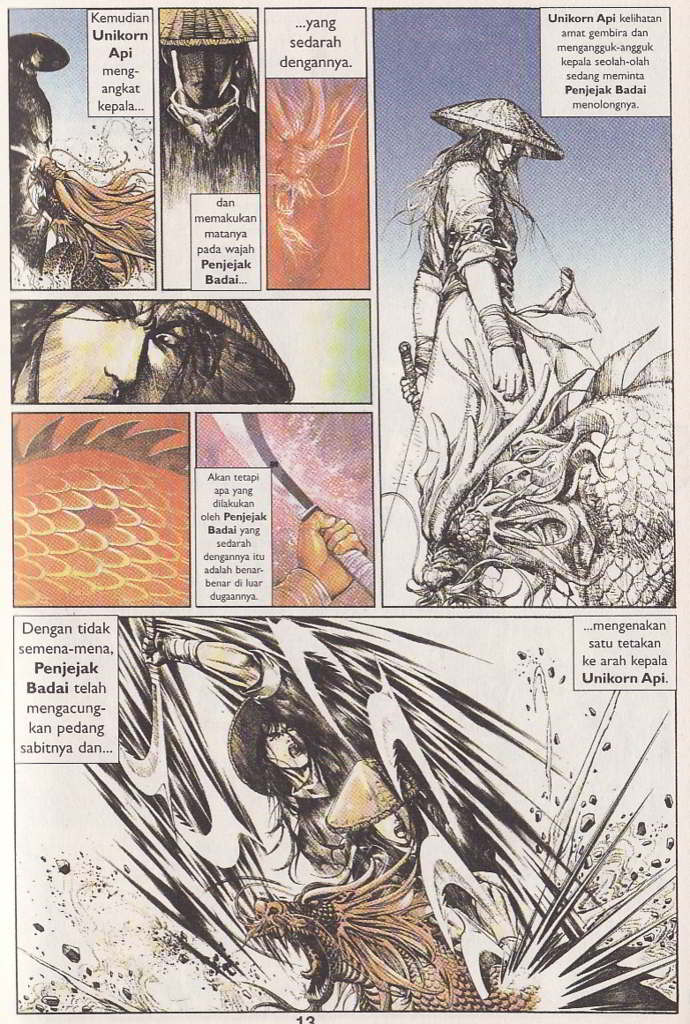 Kemudian
Unikorn
Api
meng-
angkat
kepala...
dan
memakukan
matanya
pada wajah
Penjejak
Badai...
...yang
sedarah
dengannya.
Unikorn Api kelihatan
amat gembira dan
mengangguk-angguk
kepala seolah-olah
sedang meminta
Penjejak Badai
menolongnya.
Akan tetapi
apa yang
dilakukan
oleh Penjejak
Badai yang
sedarah
dengannya itu
adalah benar-
benar di luar
dugaannya.
Dengan tidak
semena-mena,
Penjejak
Badai telah
mengacung-
kan pedang
sabitnya dan...
...mengenakan
satu tetakan
ke arah kepala
Unikorn Api.
13